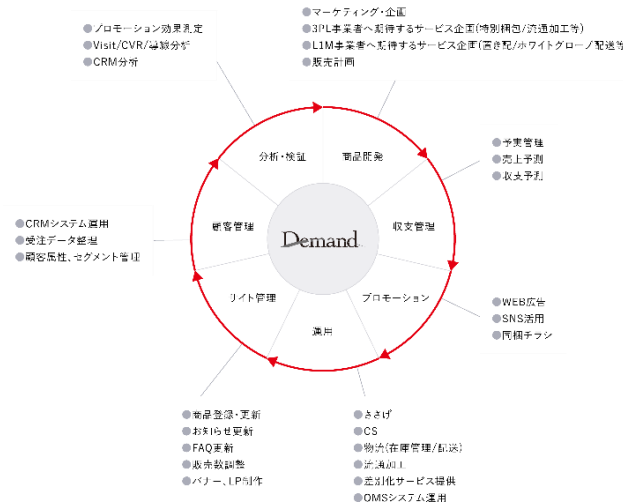 ●プロモーション効果測定
●Visit/CVR/導線分析
●CRM分析
●マーケティング・企画
●3PL事業者へ期待するサービス企画(特別梱包/流通加工等)
●L1M事業者へ期待するサービス企画(置き配/ホワイトグローブ配送等
●販売計画
分析・検証
商品開発
●予実管理
●売上予測
●収支予測
顧客管理
収支管理
Demand
●CRMシステム運用
●受注データ整理
●顧客属性、セグメント管理
サイト管理
プロモーション
運用
●WEB広告
●SNS活用
●同梱チラシ
●商品登録・更新
●お知らせ更新
●FAQ更新
●販売数調整
●バナー、LP制作
●ささげ
●CS
●物流(在庫管理/配送)
●流通加工
●差別化サービス提供
●OMSシステム運用